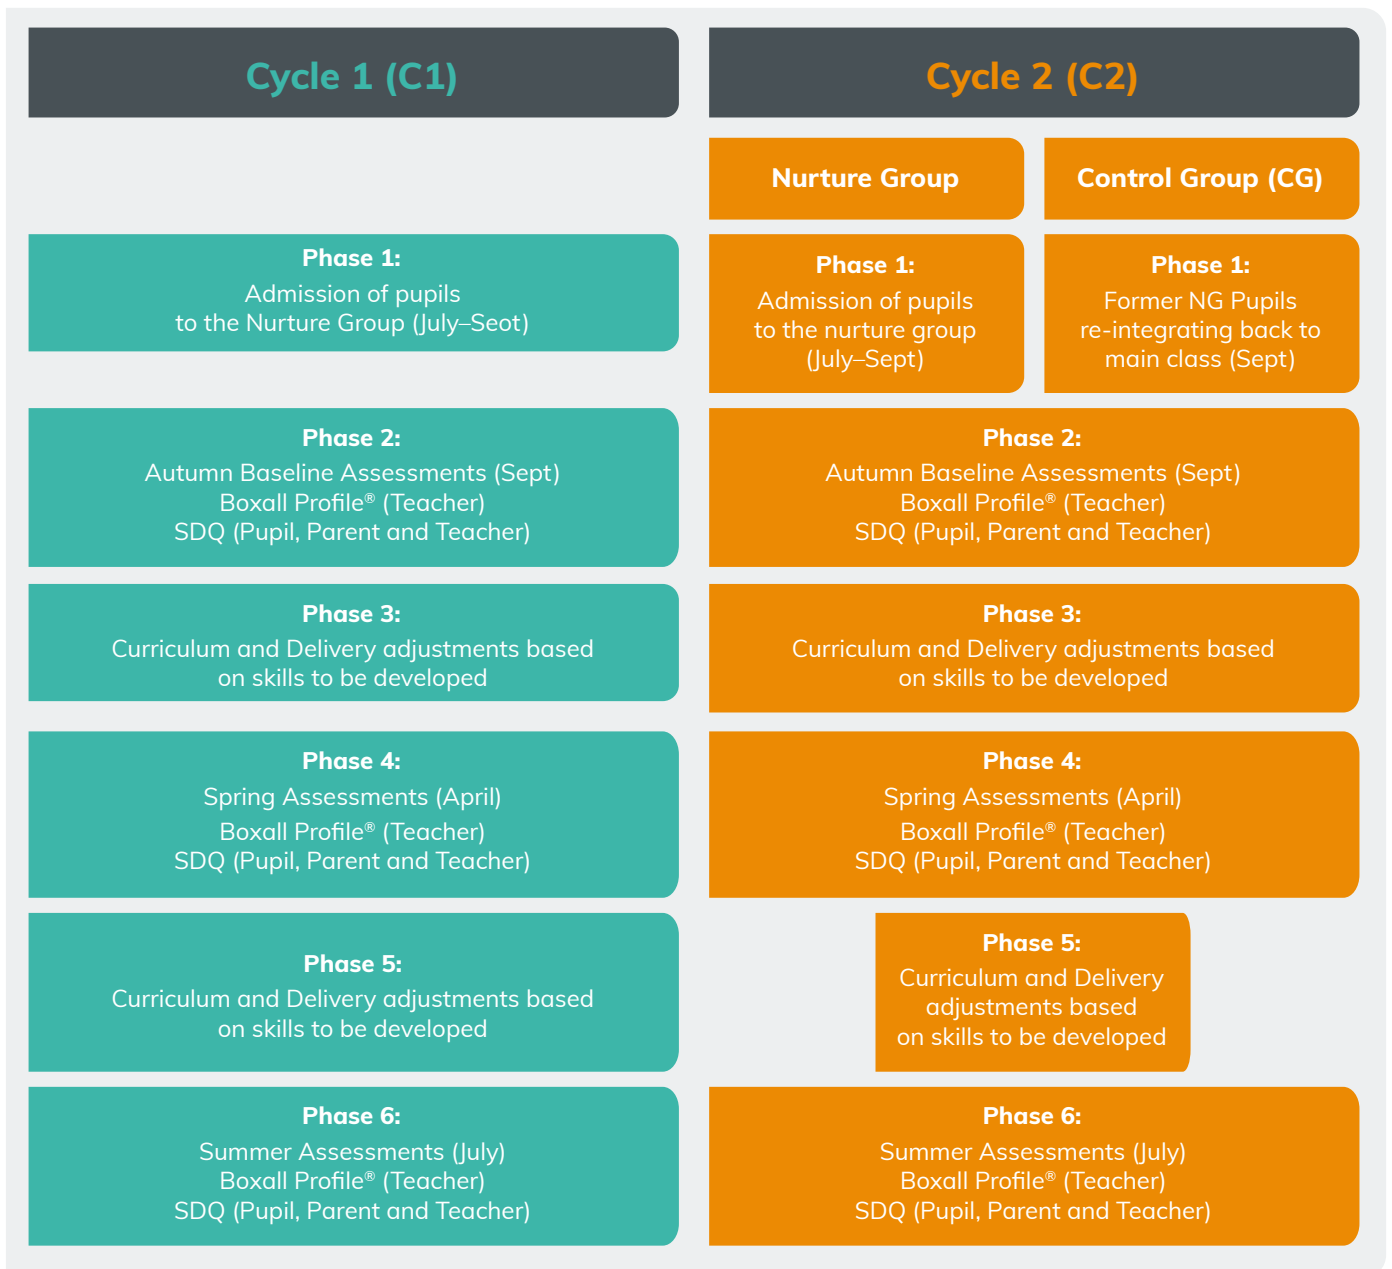 Cycle 1 (C1)
Cycle 2 (C2)
Nurture Group
Control Group (CG)
Phase 1:
Admission of pupils
to the Nurture Group (July–Seot)
Phase 1:
Admission of pupils
to the nurture group
(July–Sept)
Phase 1:
Former NG Pupils
re-integrating back to
main class (Sept)
Phase 2:
Autumn Baseline Assessments (Sept)
Boxall Profile® (Teacher)
SDQ (Pupil, Parent and Teacher)
Phase 2:
Autumn Baseline Assessments (Sept)
Boxall Profile® (Teacher)
SDQ (Pupil, Parent and Teacher)
Phase 3:
Curriculum and Delivery adjustments based
on skills to be developed
Phase 3:
Curriculum and Delivery adjustments based
on skills to be developed
Phase 4:
Spring Assessments (April)
Boxall Profile® (Teacher)
SDQ (Pupil, Parent and Teacher)
Phase 4:
Spring Assessments (April)
Boxall Profile® (Teacher)
SDQ (Pupil, Parent and Teacher)
Phase 5:
Curriculum and Delivery adjustments based
on skills to be developed
Phase 5:
Curriculum and Delivery
adjustments based
on skills to be developed
Phase 6:
Summer Assessments (July)
Boxall Profile® (Teacher)
SDQ (Pupil, Parent and Teacher)
Phase 6:
Summer Assessments (July)
Boxall Profile® (Teacher)
SDQ (Pupil, Parent and Teacher)